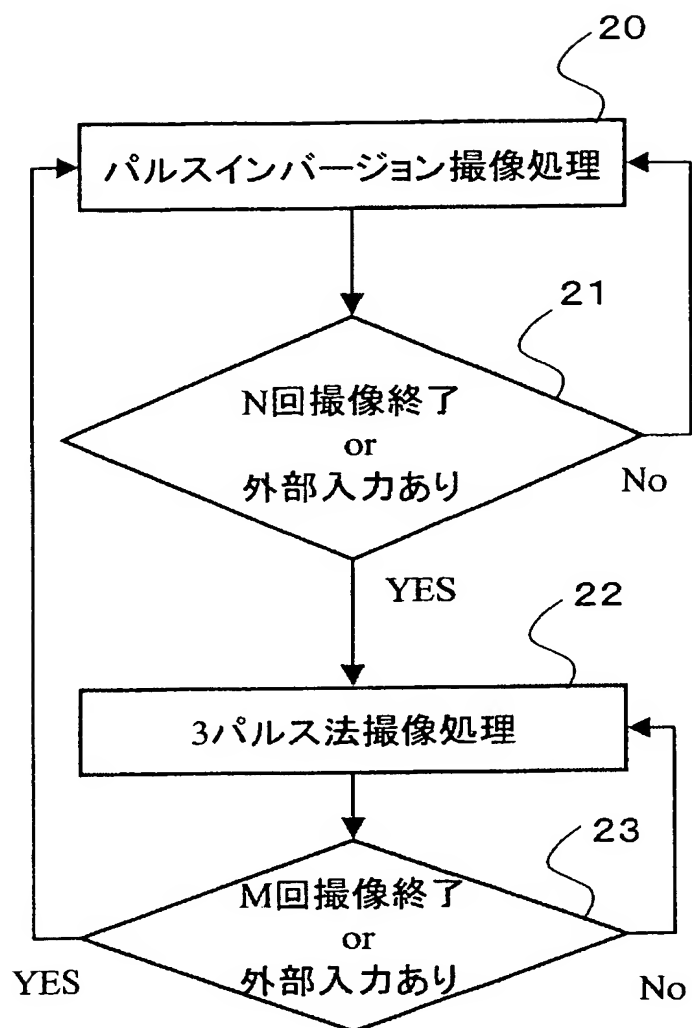 20
パルスインバージョン撮像処理
21
N回撮像終了
or
外部入力あり
No
YES
22
3パルス法撮像処理
23
M回撮像終了
or
外部入力あり
YES
No